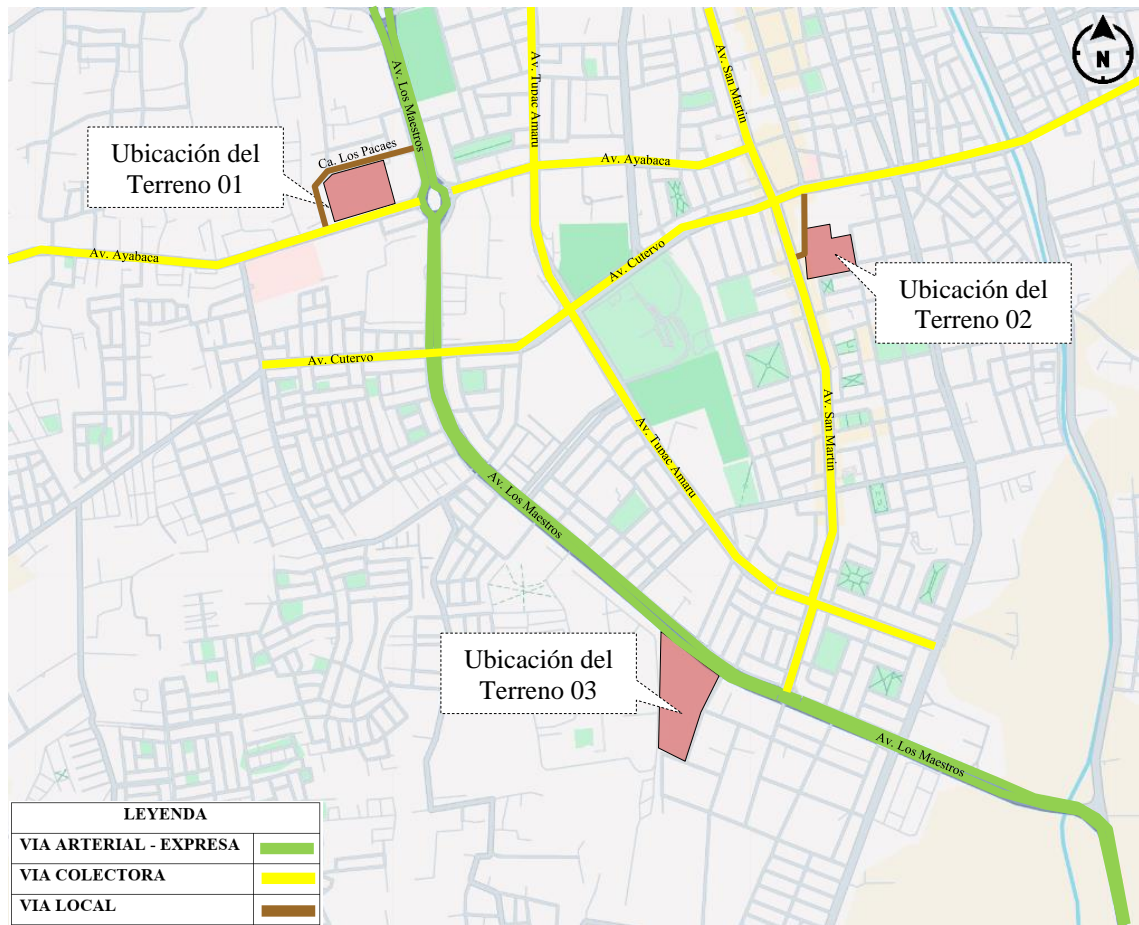 N
Av. Los Maestros
Av. Tupac Amaru
Av. San Martin
Ubicación del
Terreno 01
Ca. Los Pacaes
Av. Ayabaca
Av. Ayabaca
Av. Cutervo
Ubicación del
Terreno 02
Av. Cutervo
Av. San Martin
Av. Tupac Amaru
Av. Los Maestros
Ubicación del
Terreno 03
Av. Los Maestros
LEYENDA
VIA ARTERIAL - EXPRESA
VIA COLECTORA
VIA LOCAL